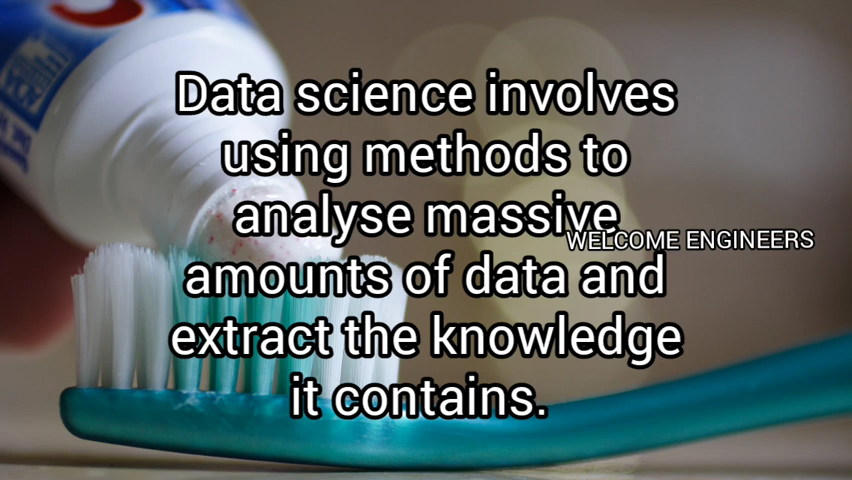 Data science involves
using methods to
analyse massive
WELCOME ENGINEERS
amounts of data and
extract the knowledge
it contains.